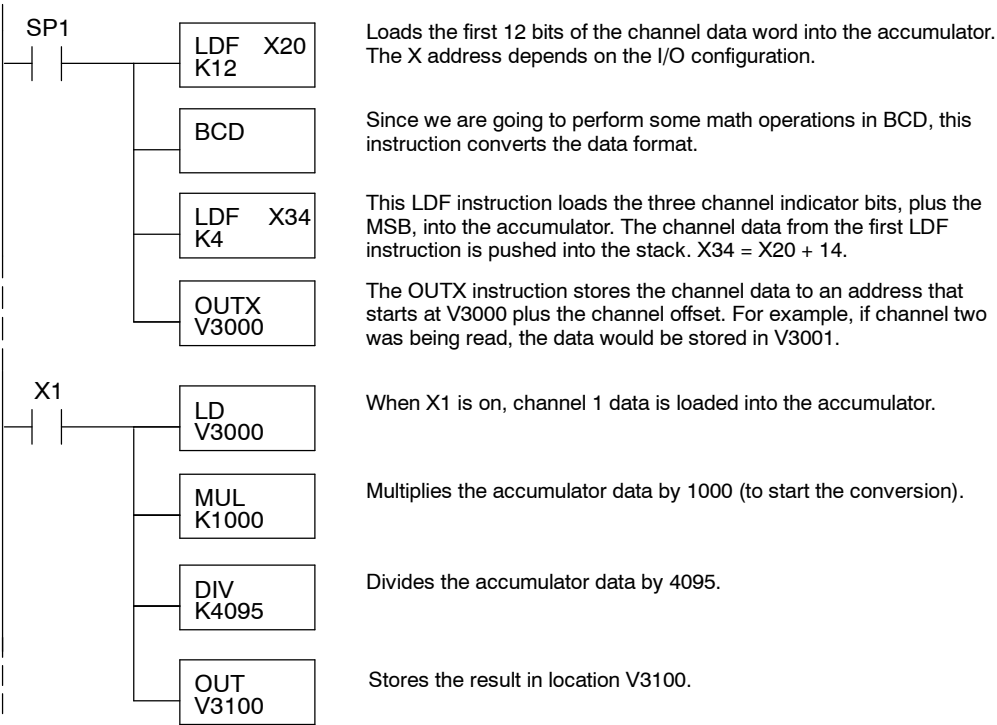 SP1
LDF X20
K12
Loads the first 12 bits of the channel data word into the accumulator.
The X address depends on the I/O configuration.
BCD
Since we are going to perform some math operations in BCD, this
instruction converts the data format.
LDF X34
K4
This LDF instruction loads the three channel indicator bits, plus the
MSB, into the accumulator. The channel data from the first LDF
instruction is pushed into the stack. X34 = X20 + 14.
OUTX
V3000
The OUTX instruction stores the channel data to an address that
starts at V3000 plus the channel offset. For example, if channel two
was being read, the data would be stored in V3001.
X1
LD
V3000
When X1 is on, channel 1 data is loaded into the accumulator.
MUL
K1000
Multiplies the accumulator data by 1000 (to start the conversion).
DIV
K4095
Divides the accumulator data by 4095.
OUT
V3100
Stores the result in location V3100.